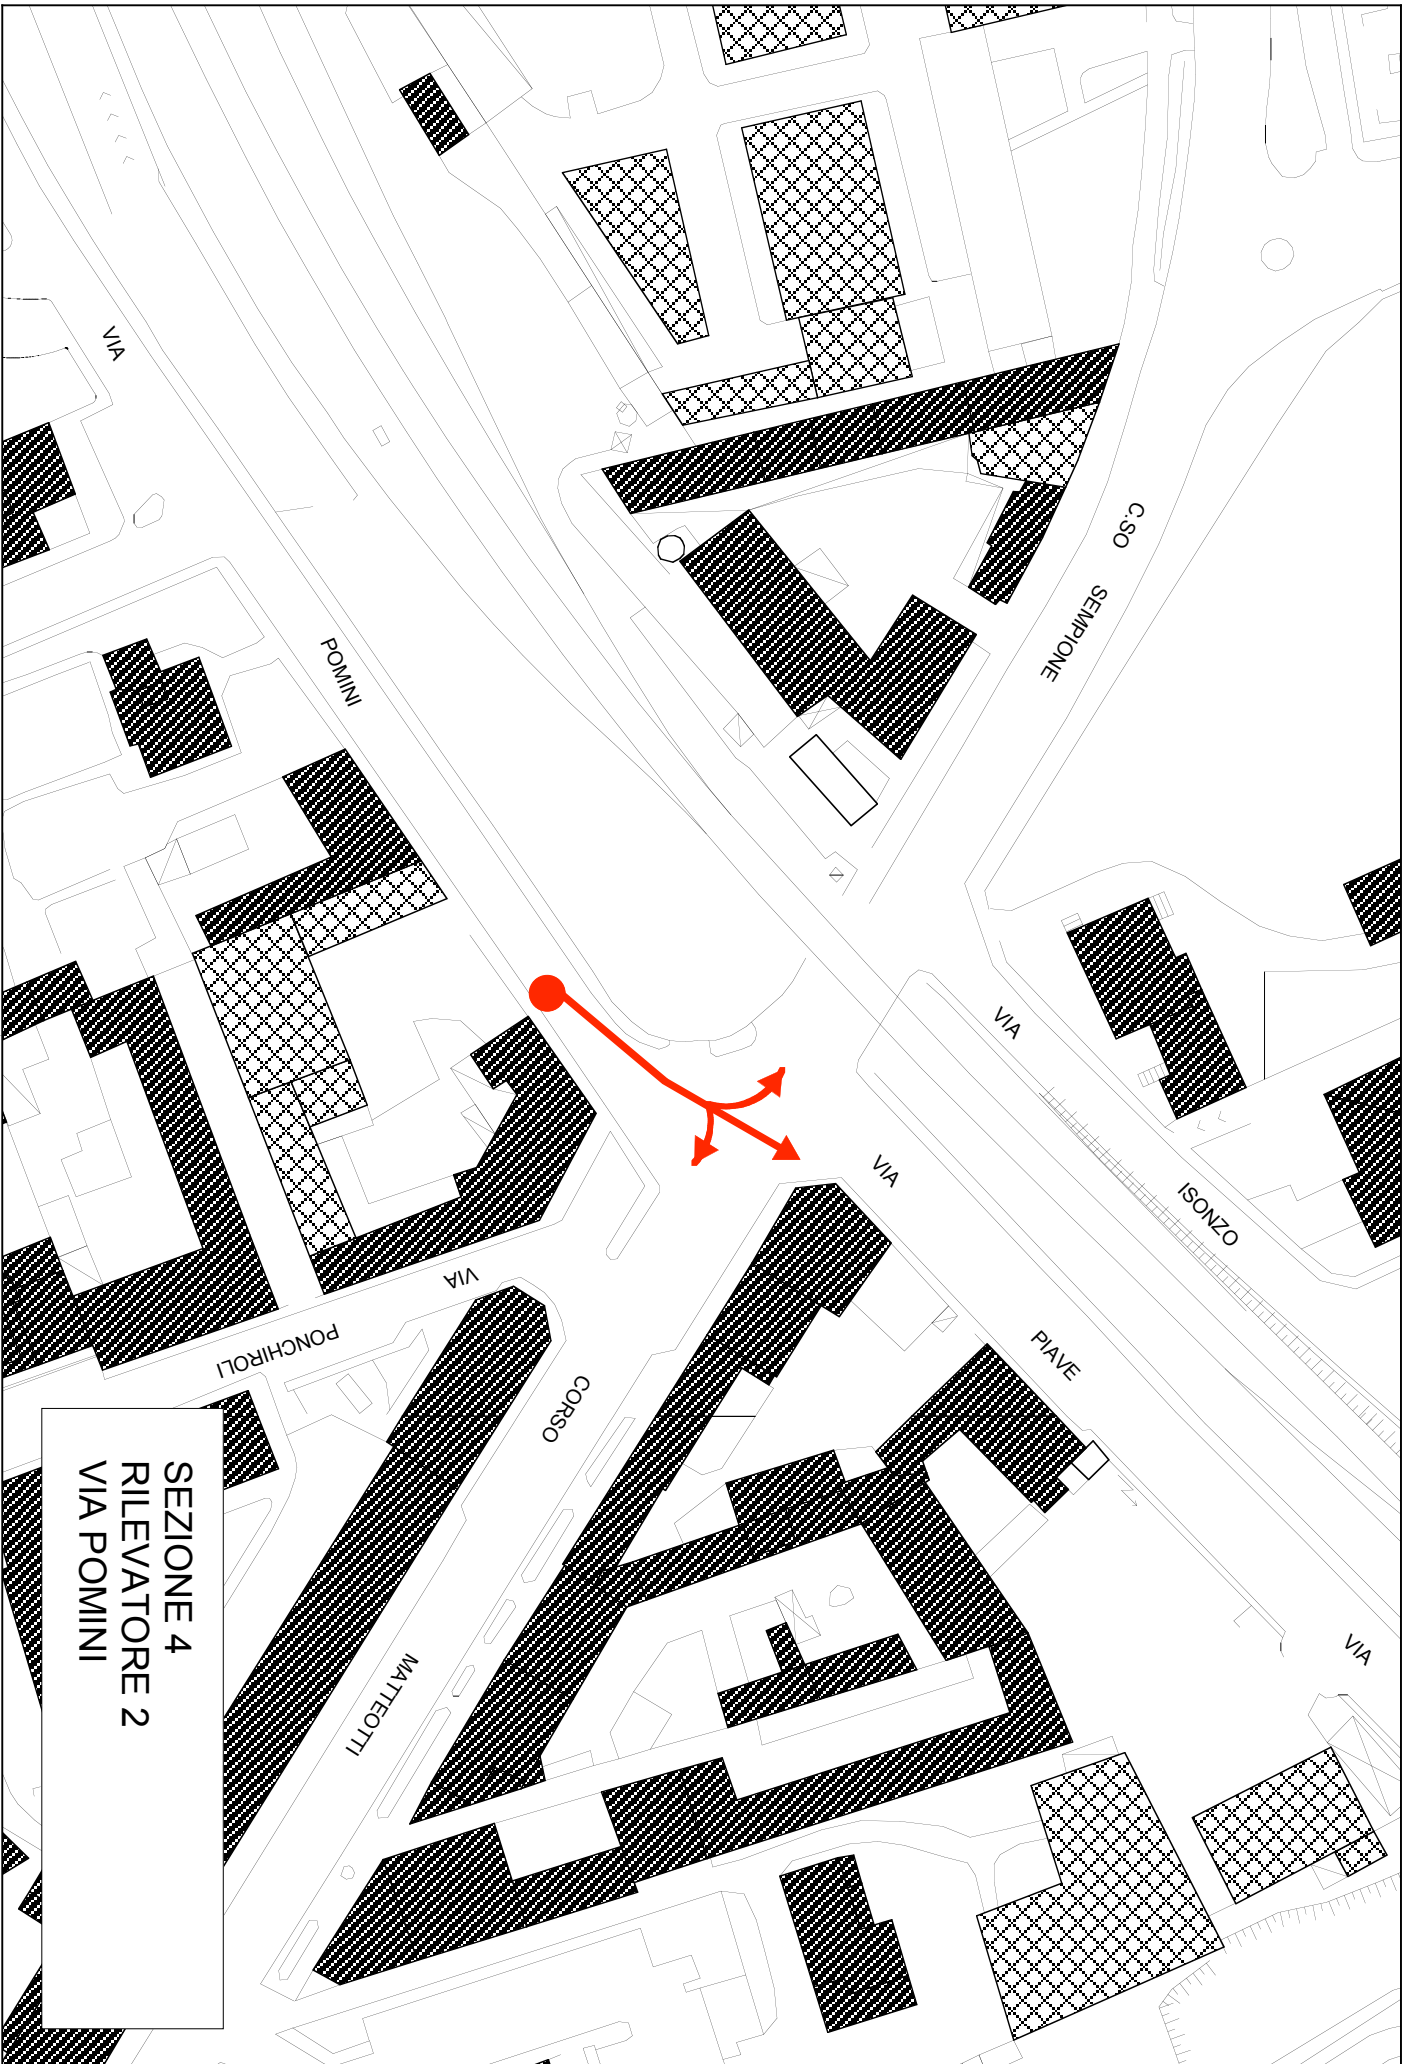 VIA
POMINI
C.SO
SEMPIONE
VIA
ISONZO
VIA
PIAVE
VIA
VIA
PONCHIROLI
CORSO
MATTEOTTI
SEZIONE 4
RILEVATORE 2
VIA POMINI